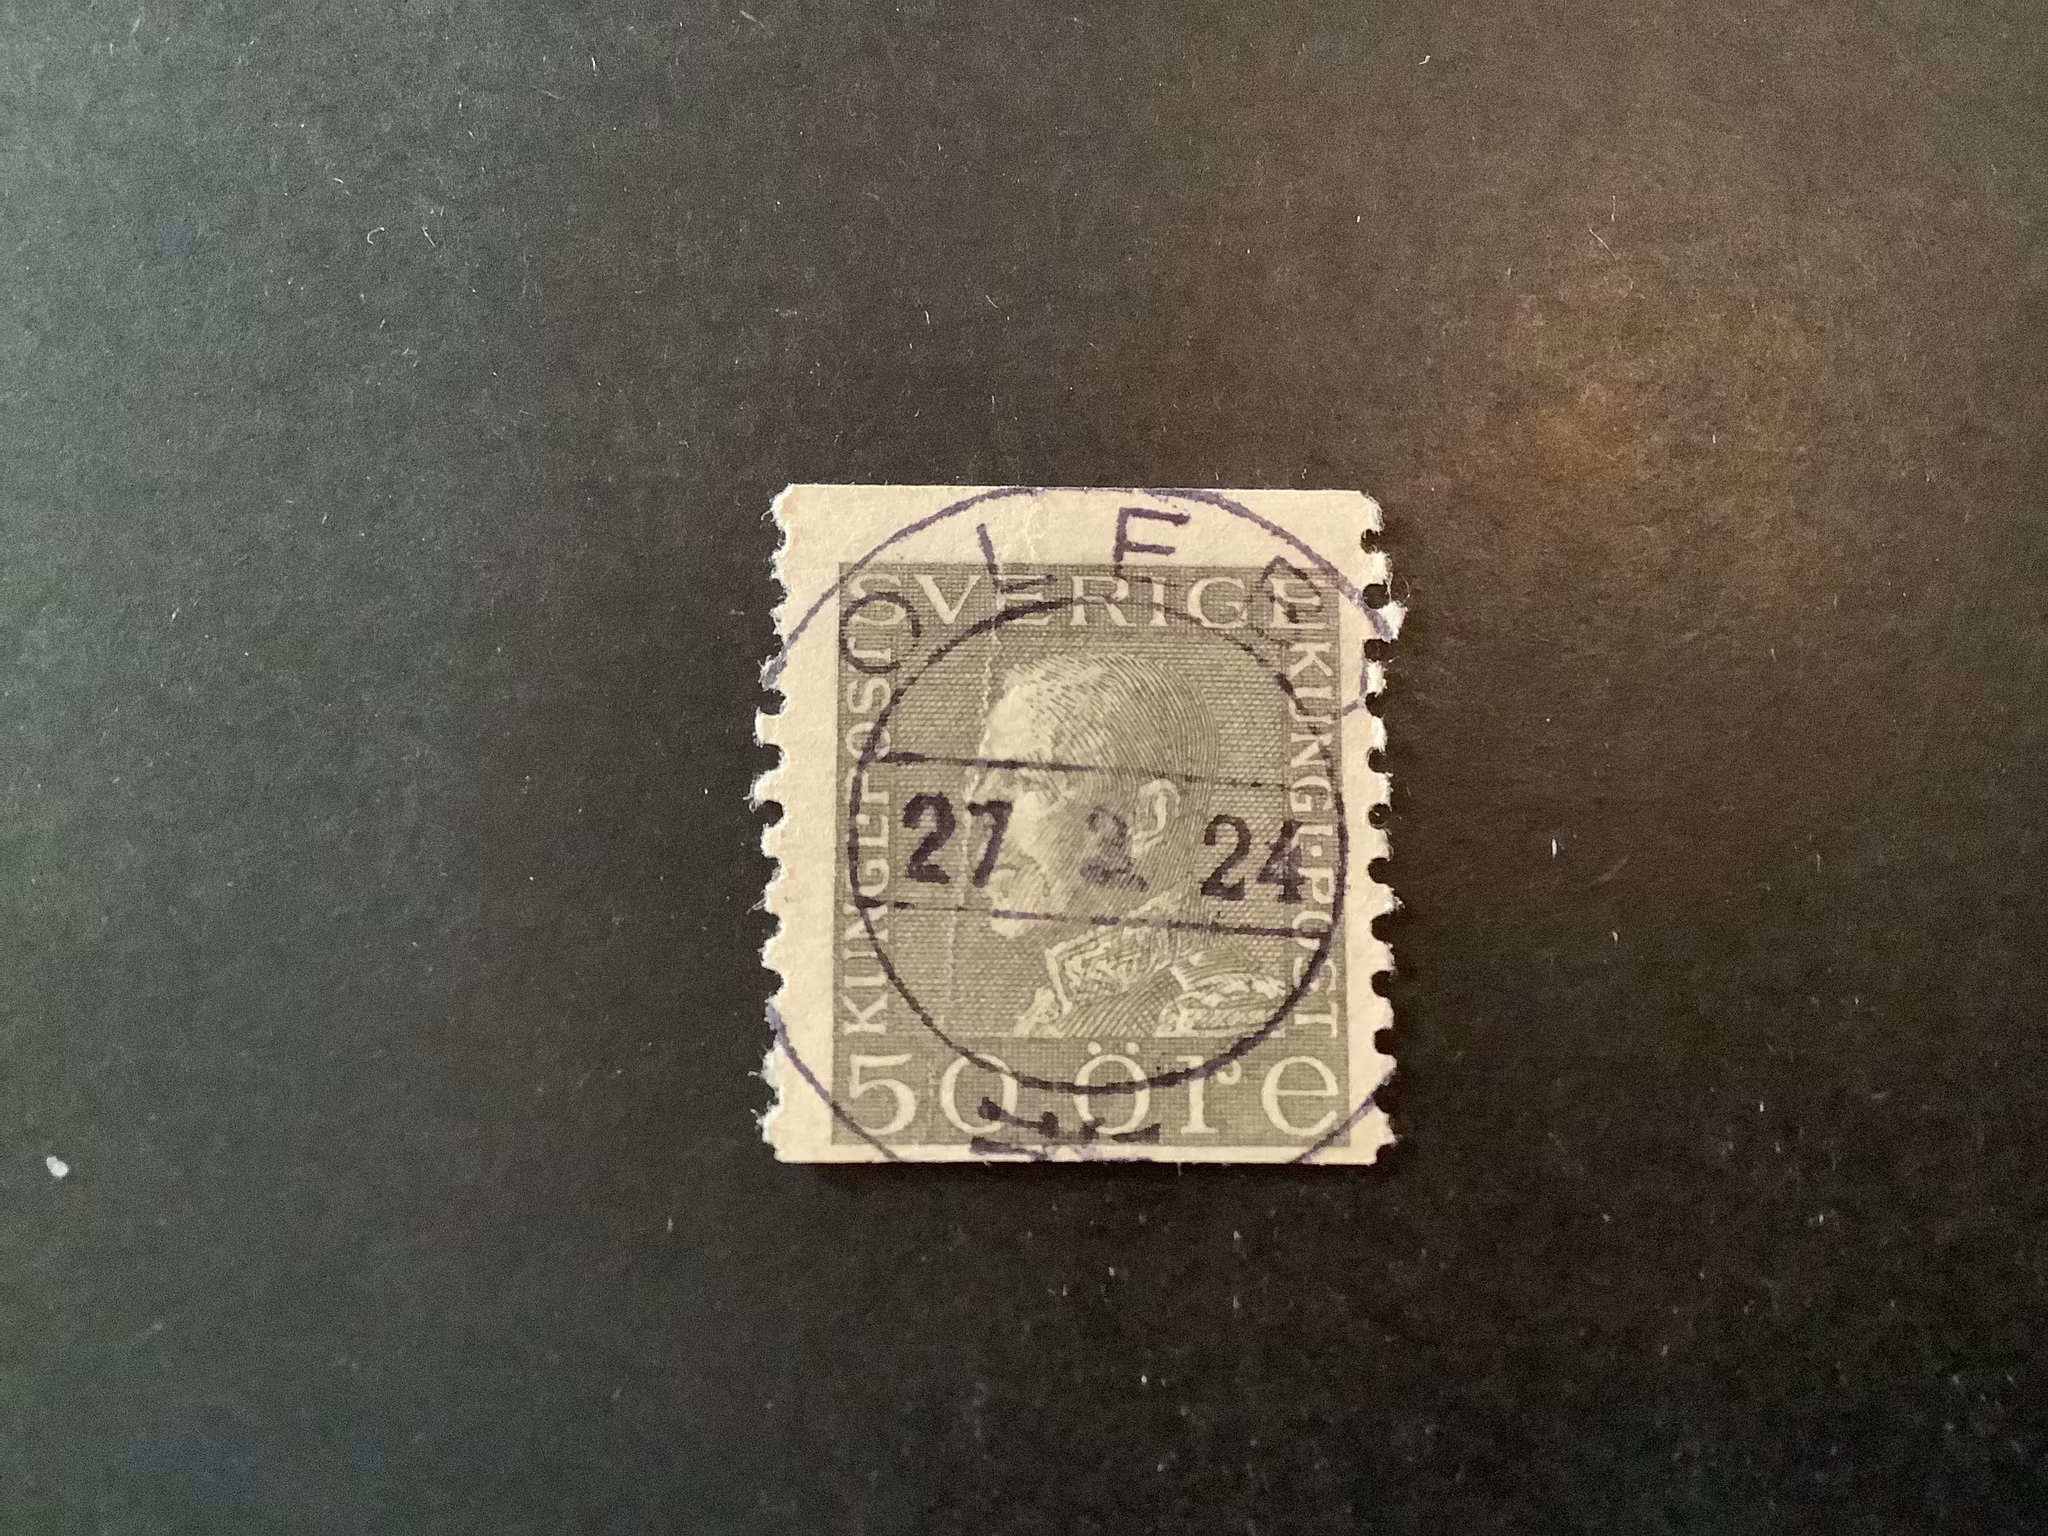 SVERIGE
KUNGL·POST
KUNGL·POST
27 2 24
50 öre